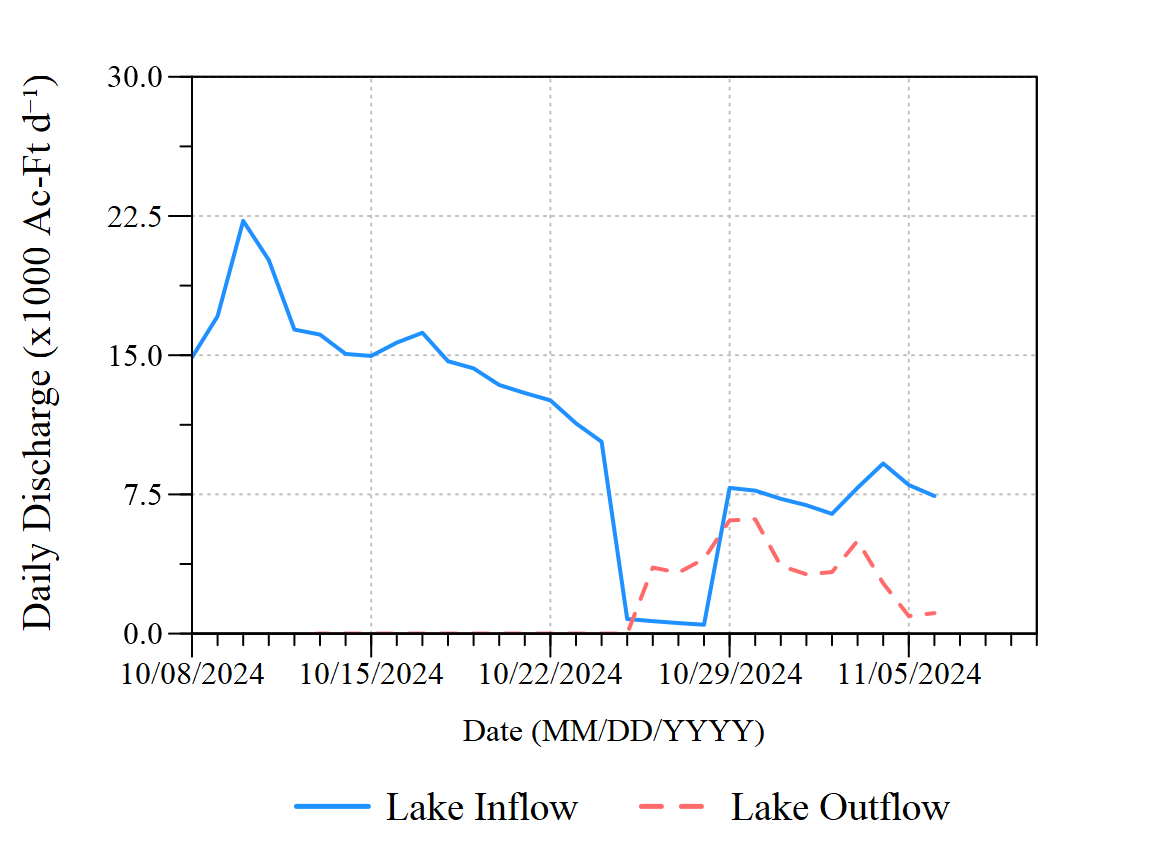 Daily Discharge (x1000 Ac-Ft d⁻¹)
30.0
22.5
15.0
7.5
0.0
10/08/2024 10/15/2024 10/22/2024 10/29/2024 11/05/2024
Date (MM/DD/YYYY)
Lake Inflow Lake Outflow